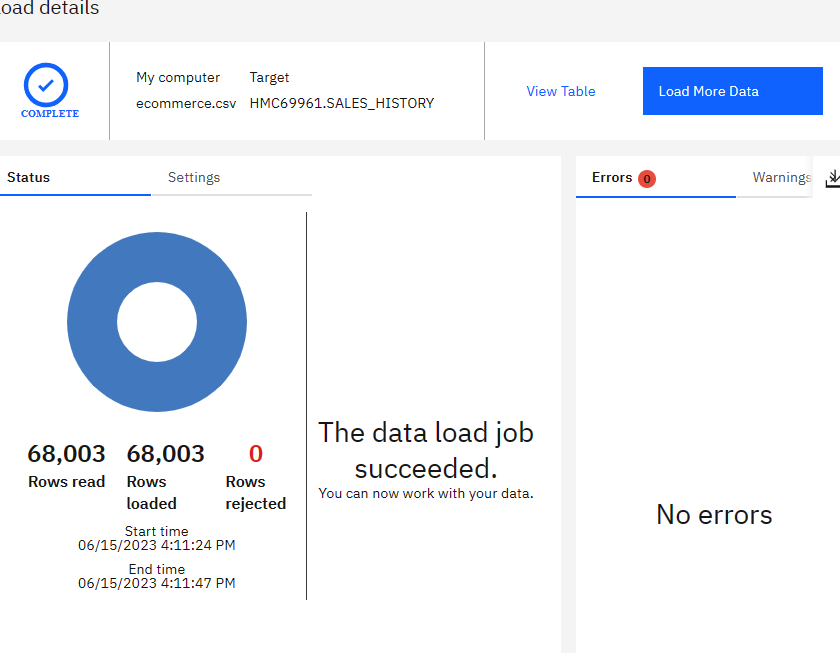 load details
COMPLETE
My computer
ecommerce.csv
Target
HMC69961.SALES_HISTORY
View Table
Load More Data
Status
Settings
68,003
Rows read
68,003
Rows
loaded
0
Rows
rejected
Start time
06/15/2023 4:11:24 PM
End time
06/15/2023 4:11:47 PM
The data load job
succeeded.
You can now work with your data.
Errors 0
Warnings
No errors